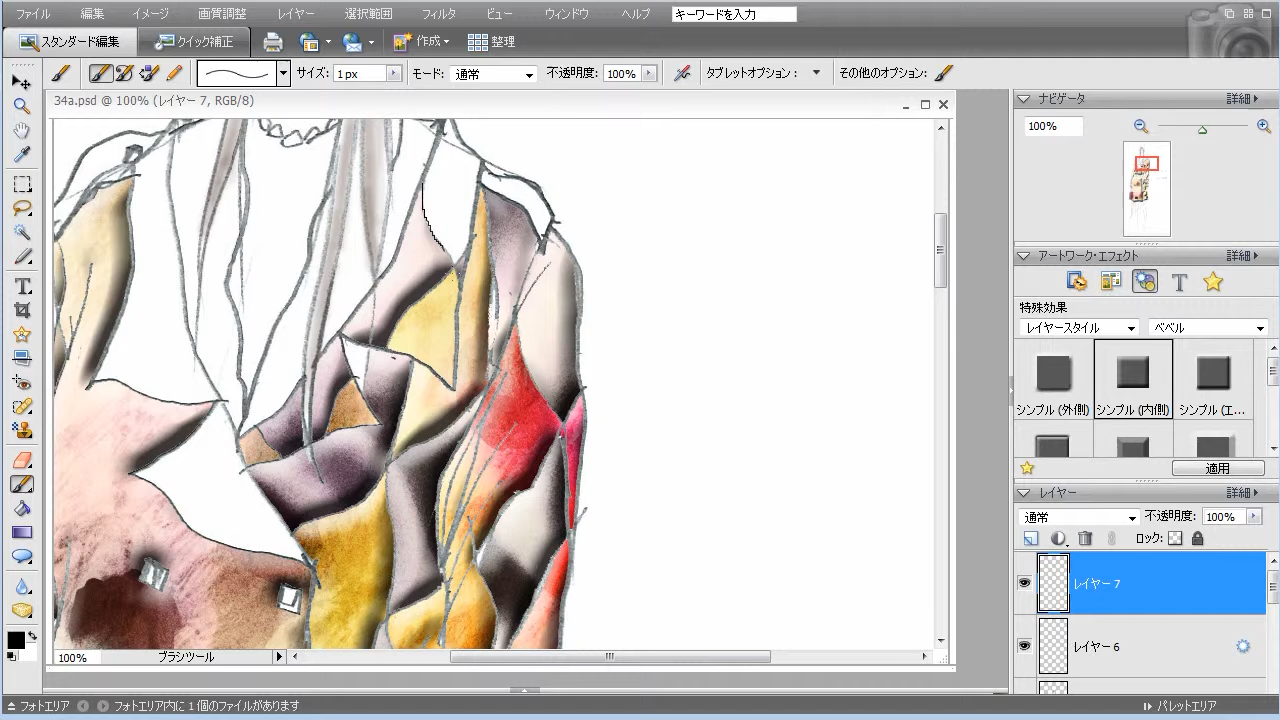 ファイル 編集 イメージ 画質調整 レイヤー 選択範囲 フィルタ ビュー ウィンドウ ヘルプ キーワードを入力
スタンダード編集 クイック補正 作成 整理
サイズ: 1 px モード: 通常 不透明度: 100% タブレットオプション: その他のオプション:
34a.psd @ 100% (レイヤー 7, RGB/8)
ナビゲータ 詳細
100%
アートワーク・エフェクト 詳細
特殊効果
レイヤースタイル ベベル
シンプル (外側) シンプル (内側) シンプル (エ...
適用
レイヤー 詳細
通常 不透明度: 100%
ロック:
レイヤー 7
レイヤー 6
100% ブラシツール
フォトエリア フォトエリア内に 1 個のファイルがあります パレットエリア